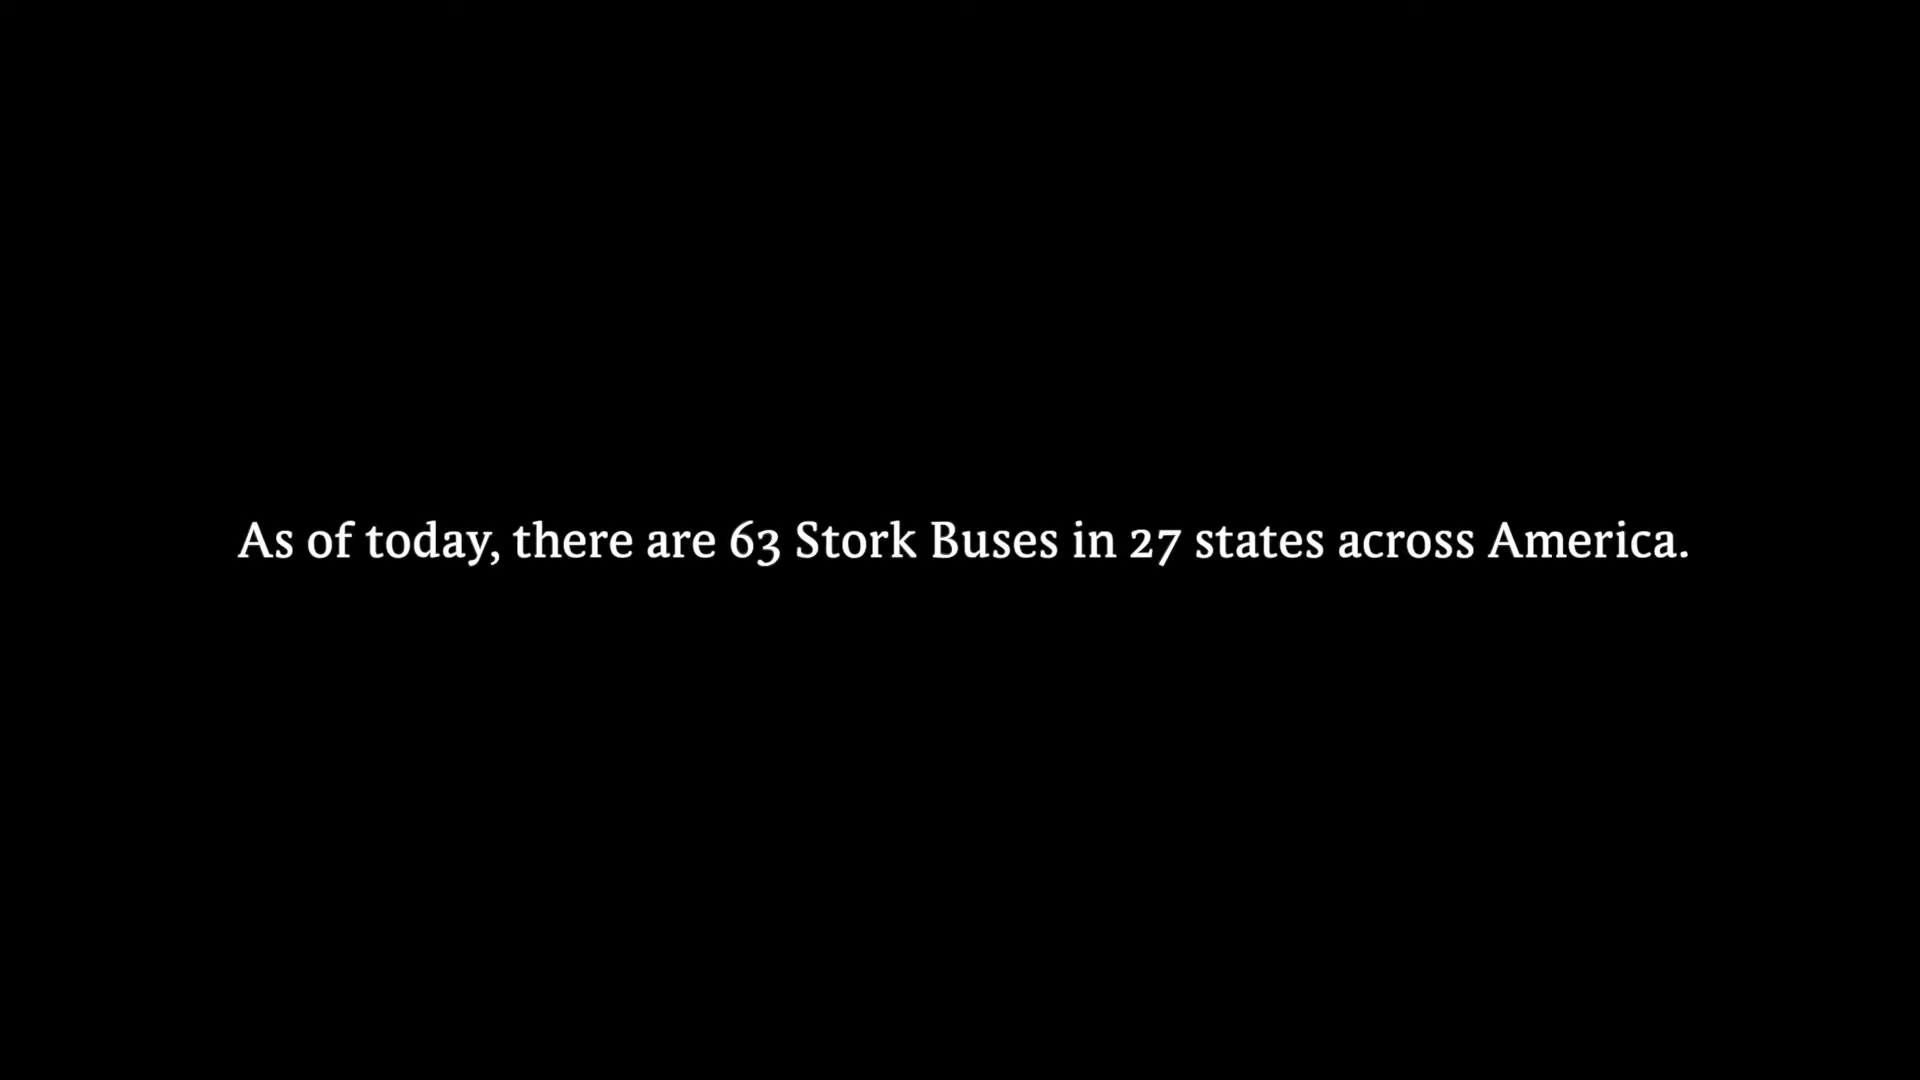 As of today, there are 63 Stork Buses in 27 states across America.